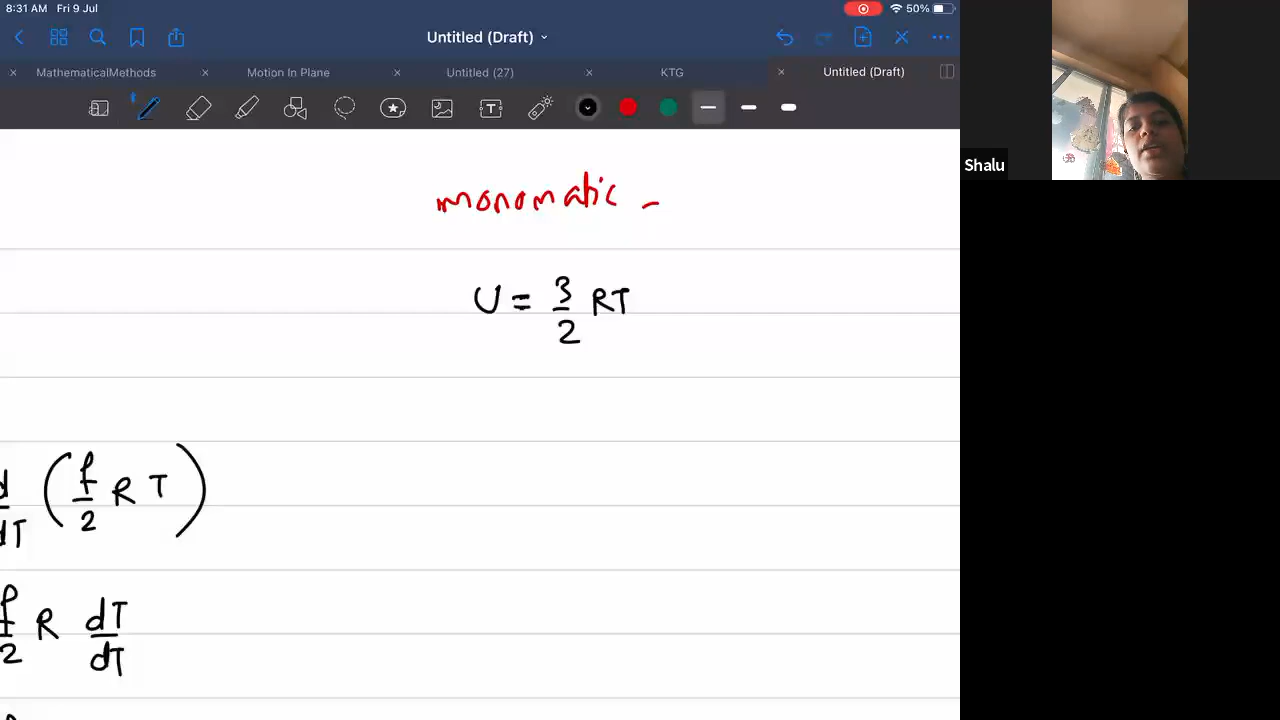 8:31 AM Fri 9 Jul
50%
Untitled (Draft)
MathematicalMethods
Motion In Plane
Untitled (27)
KTG
Untitled (Draft)
Shalu
monomatic -
U = 3/2 RT
d/dT (f/2 R T)
f/2 R dT/dT